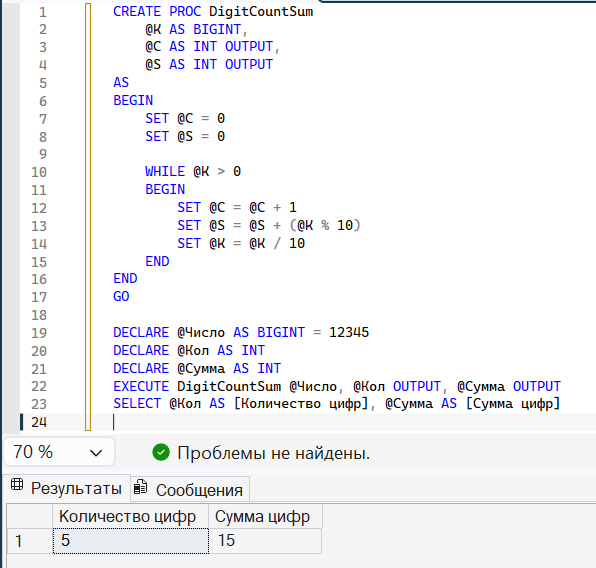 1 CREATE PROC DigitCountSum
2     @K AS BIGINT,
3     @C AS INT OUTPUT,
4     @S AS INT OUTPUT
5 AS
6 BEGIN
7     SET @C = 0
8     SET @S = 0
9
10     WHILE @K > 0
11     BEGIN
12         SET @C = @C + 1
13         SET @S = @S + (@K % 10)
14         SET @K = @K / 10
15     END
16 END
17 GO
18
19 DECLARE @Число AS BIGINT = 12345
20 DECLARE @Кол AS INT
21 DECLARE @Сумма AS INT
22 EXECUTE DigitCountSum @Число, @Кол OUTPUT, @Сумма OUTPUT
23 SELECT @Кол AS [Количество цифр], @Сумма AS [Сумма цифр]
24
70 % Проблемы не найдены.
Результаты Сообщения
Количество цифр Сумма цифр
1 5 15